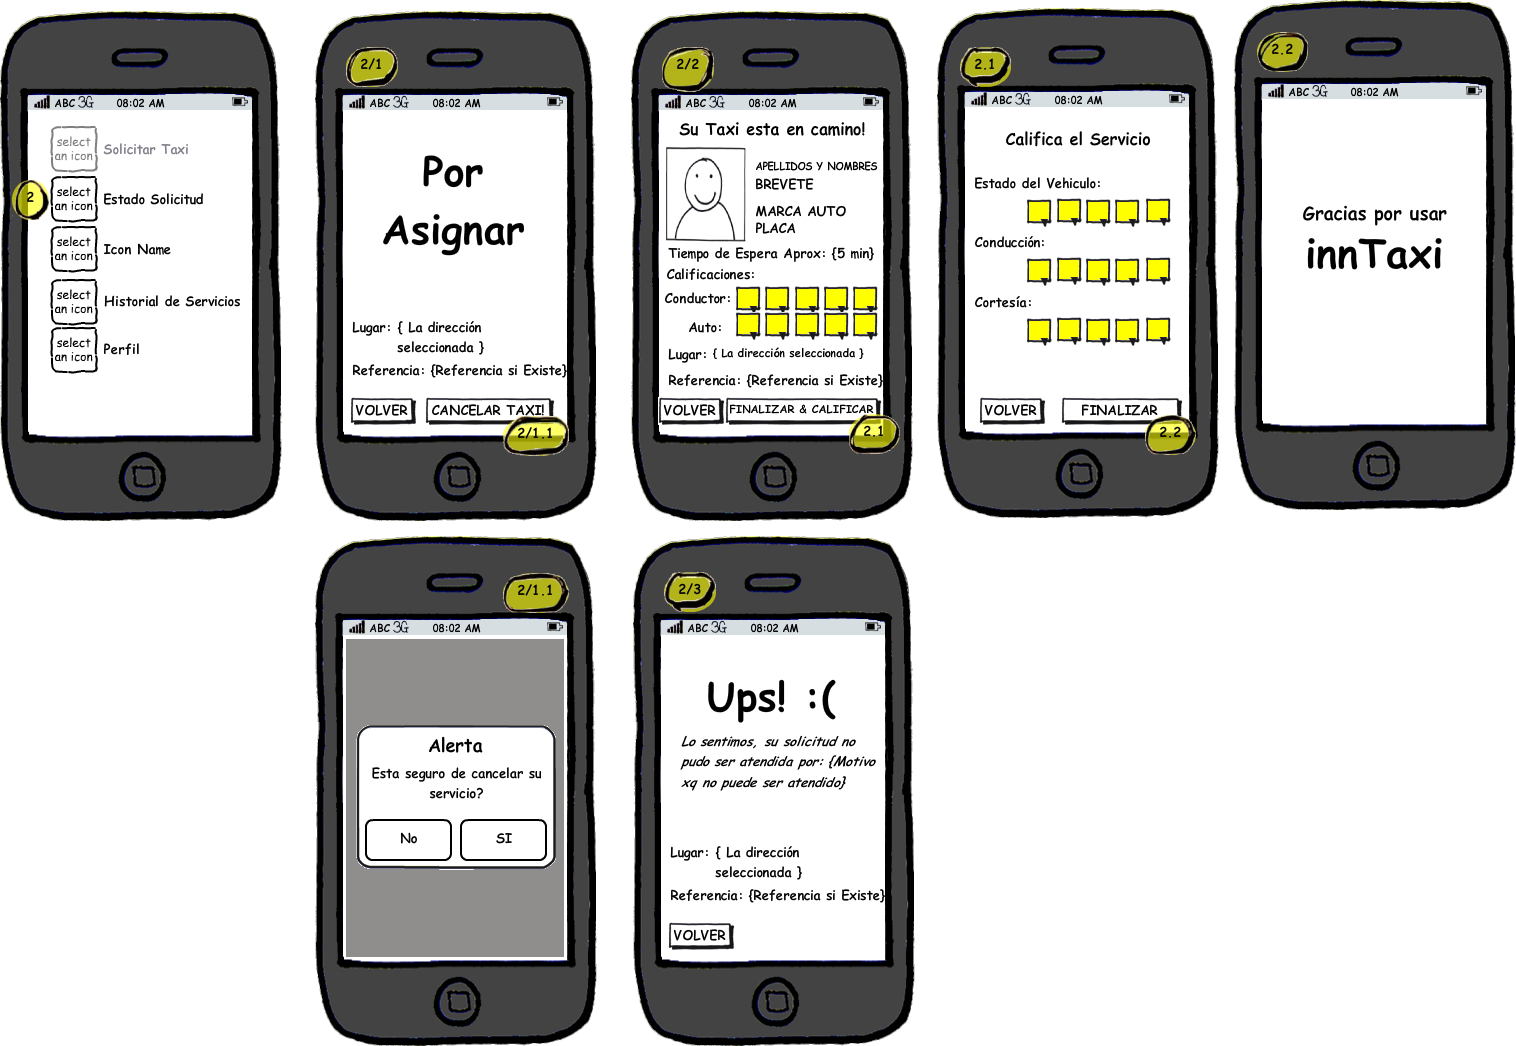 ABC 3G 08:02 AM
select
an icon
Solicitar Taxi
2
select
an icon
Estado Solicitud
select
an icon
Icon Name
select
an icon
Historial de Servicios
select
an icon
Perfil
2/1
ABC 3G 08:02 AM
Por
Asignar
Lugar: { La dirección
seleccionada }
Referencia: {Referencia si Existe}
VOLVER
CANCELAR TAXI!
2/1.1
2/2
ABC 3G 08:02 AM
Su Taxi esta en camino!
APELLIDOS Y NOMBRES
BREVETE
MARCA AUTO
PLACA
Tiempo de Espera Aprox: {5 min}
Calificaciones:
Conductor:
Auto:
Lugar: { La dirección seleccionada }
Referencia: {Referencia si Existe}
VOLVER
FINALIZAR & CALIFICAR
2.1
2.1
ABC 3G 08:02 AM
Califica el Servicio
Estado del Vehiculo:
Conducción:
Cortesía:
VOLVER
FINALIZAR
2.2
2.2
ABC 3G 08:02 AM
Gracias por usar
innTaxi
2/1.1
ABC 3G 08:02 AM
Alerta
Esta seguro de cancelar su
servicio?
No
SI
2/3
ABC 3G 08:02 AM
Ups! :(
Lo sentimos, su solicitud no
pudo ser atendida por: {Motivo
xq no puede ser atendido}
Lugar: { La dirección
seleccionada }
Referencia: {Referencia si Existe}
VOLVER